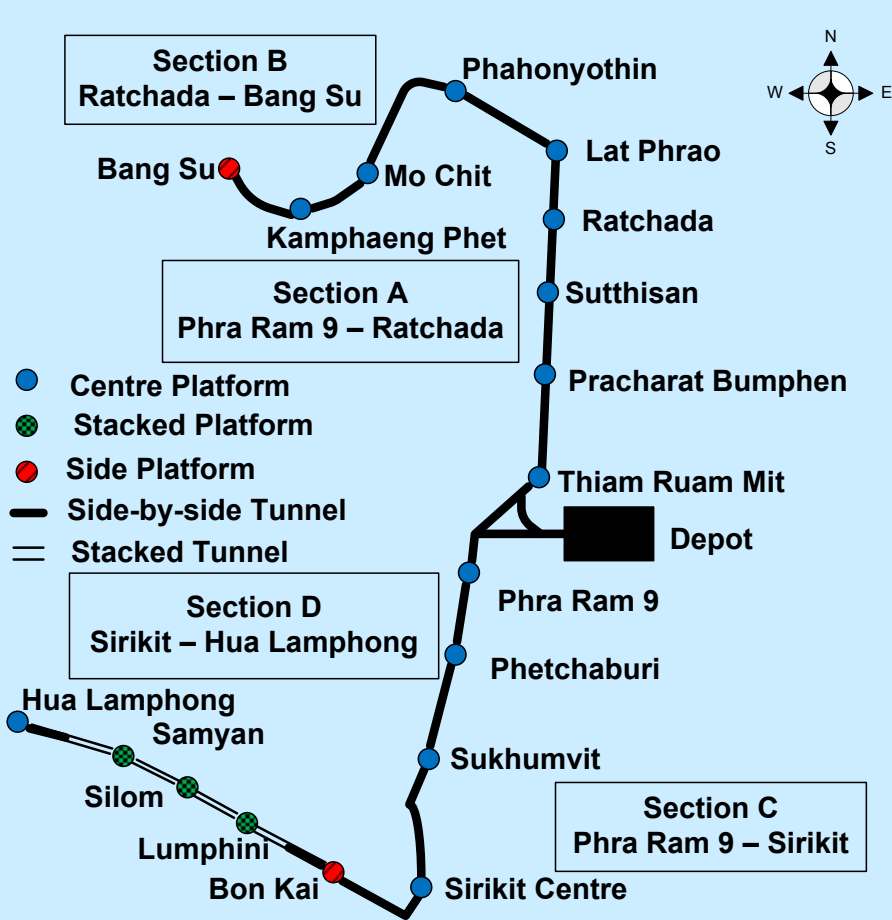 Section B
Ratchada – Bang Su
Phahonyothin
N
W
E
S
Bang Su
Mo Chit
Lat Phrao
Kamphaeng Phet
Ratchada
Section A
Phra Ram 9 – Ratchada
Sutthisan
Centre Platform
Pracharat Bumphen
Stacked Platform
Side Platform
Thiam Ruam Mit
Side-by-side Tunnel
Stacked Tunnel
Depot
Section D
Sirikit – Hua Lamphong
Phra Ram 9
Phetchaburi
Hua Lamphong
Samyan
Sukhumvit
Silom
Section C
Phra Ram 9 – Sirikit
Lumphini
Bon Kai
Sirikit Centre